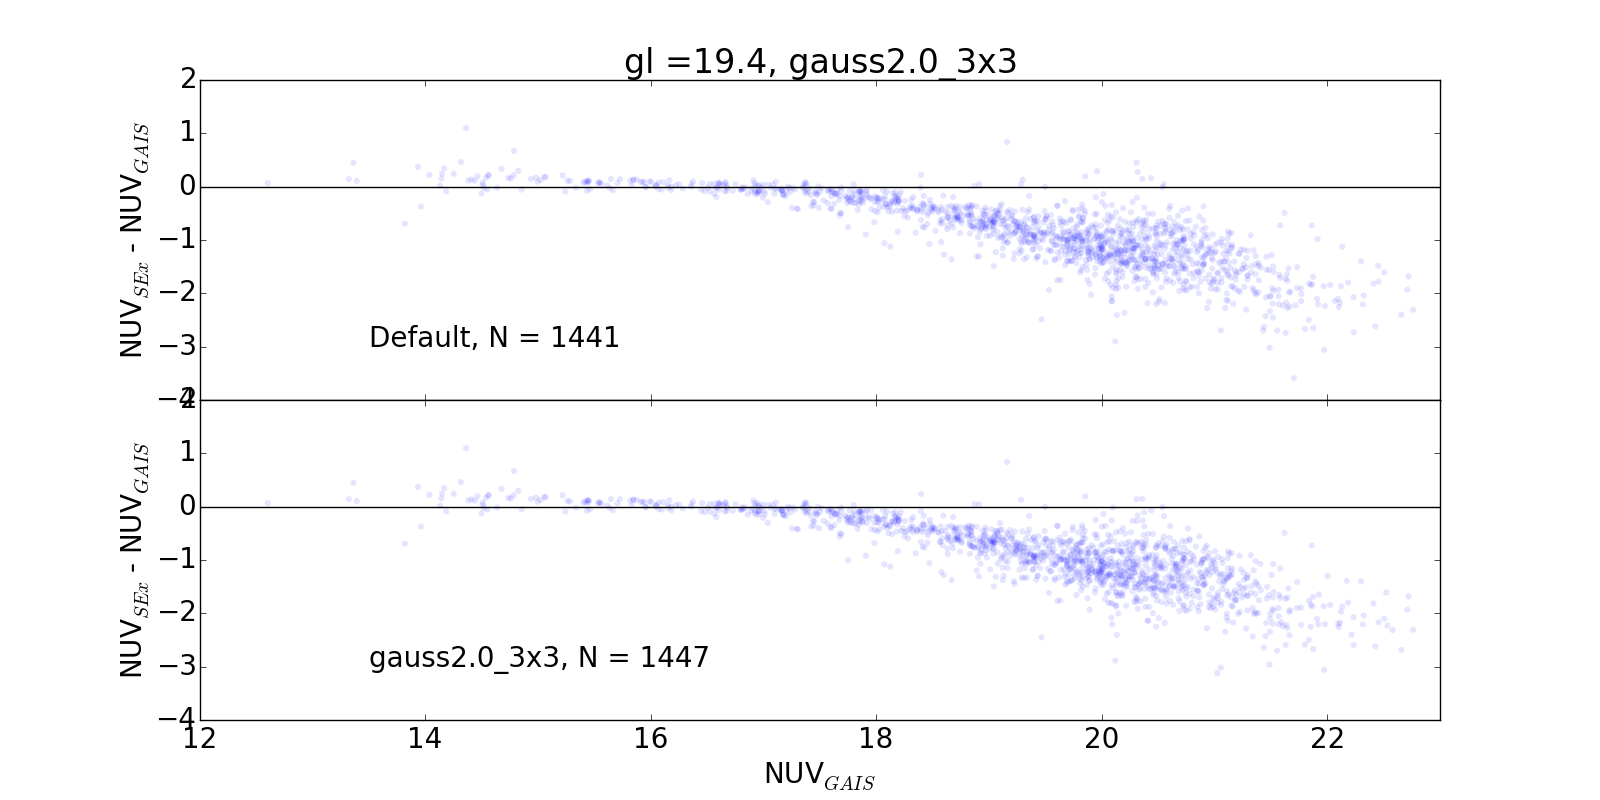 gl =19.4, gauss2.0_3x3
2
1
0
−1
−2
−3
−4
NUV_SEx - NUV_GAIS
Default, N = 1441
2
1
0
−1
−2
−3
−4
NUV_SEx - NUV_GAIS
gauss2.0_3x3, N = 1447
12 14 16 18 20 22
NUV_GAIS